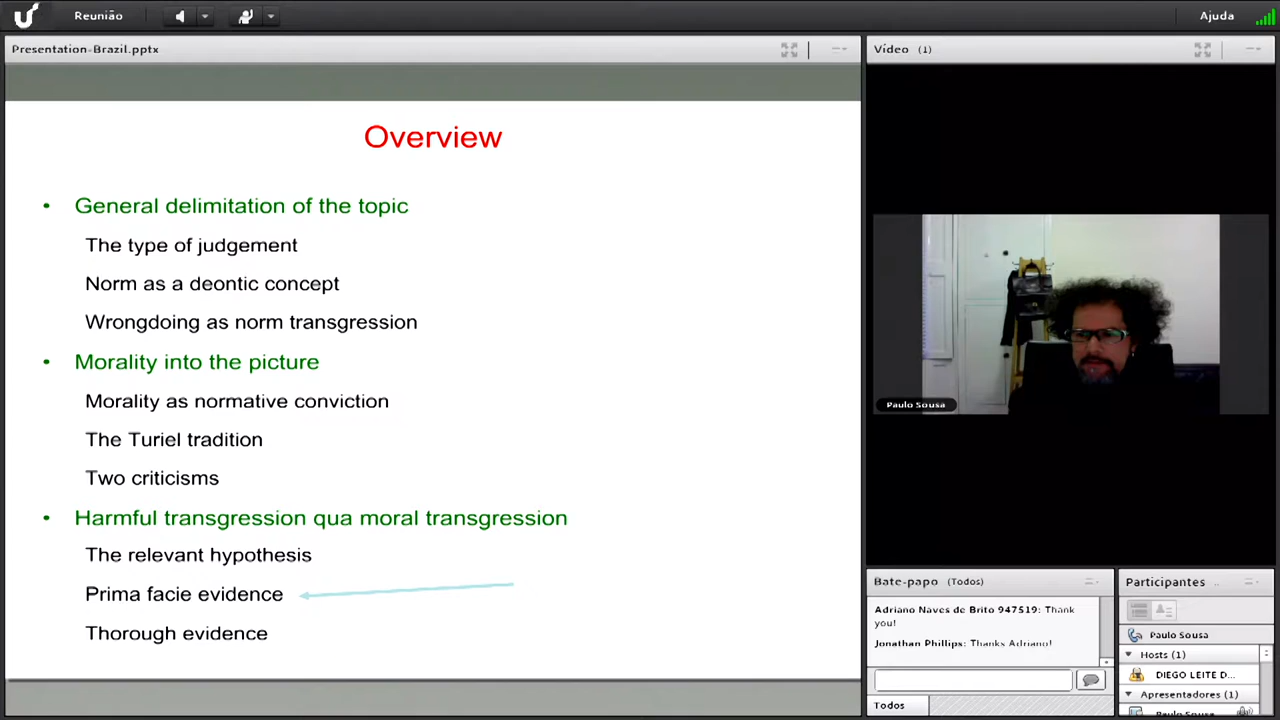 Reunião
Ajuda
Presentation-Brazil.pptx
Overview
• General delimitation of the topic
The type of judgement
Norm as a deontic concept
Wrongdoing as norm transgression
• Morality into the picture
Morality as normative conviction
The Turiel tradition
Two criticisms
• Harmful transgression qua moral transgression
The relevant hypothesis
Prima facie evidence
Thorough evidence
Vídeo (1)
Paulo Sousa
Bate-papo (Todos)
Adriano Naves de Brito 947519: Thank
you!
Jonathan Phillips: Thanks Adriano!
Todos
Participantes ..
Paulo Sousa
Hosts (1)
DIEGO LEITE D...
Apresentadores (1)
Paulo Sousa